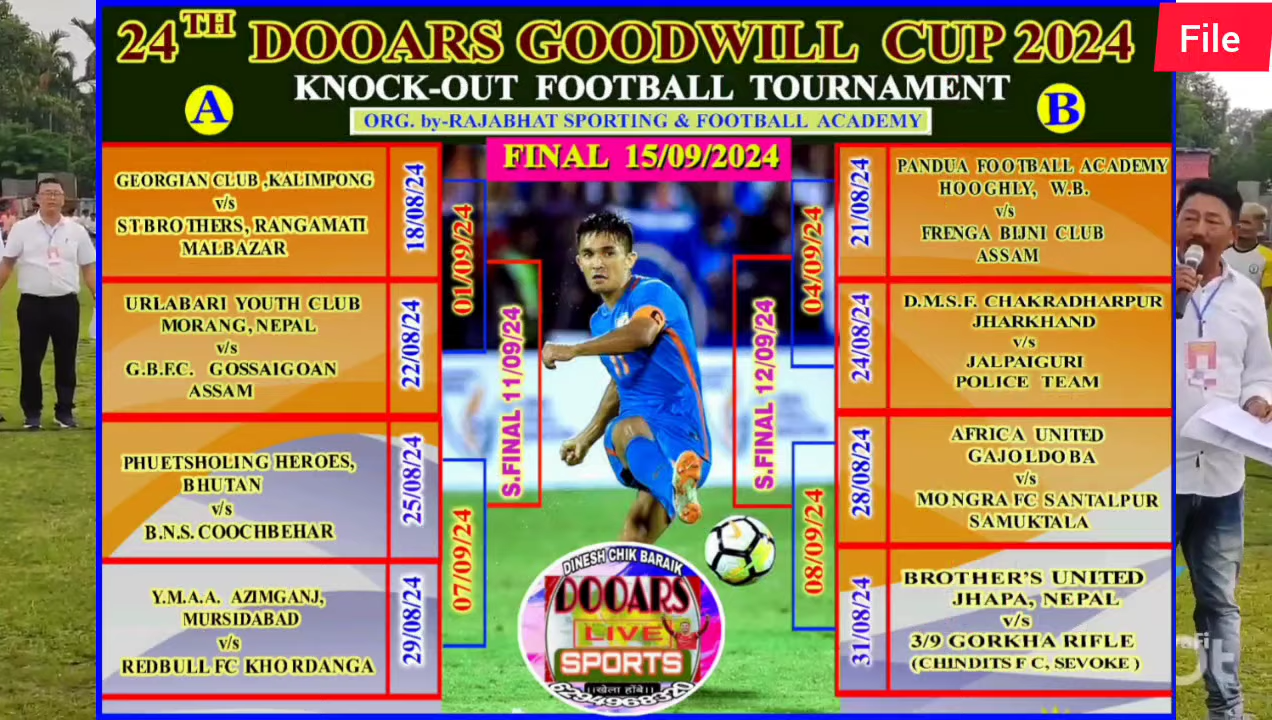 File
24TH DOOARS GOODWILL CUP 2024
KNOCK-OUT FOOTBALL TOURNAMENT
A
B
ORG. by-RAJABHAT SPORTING & FOOTBALL ACADEMY
FINAL 15/09/2024
GEORGIAN CLUB ,KALIMPONG
v/s
ST BROTHERS, RANGAMATI
MALBAZAR
18/08/24
URLABARI YOUTH CLUB
MORANG, NEPAL
v/s
G.B.F.C. GOSSAIGOAN
ASSAM
22/08/24
PHUETSHOLING HEROES,
BHUTAN
v/s
B.N.S. COOCHBEHAR
25/08/24
Y.M.A.A. AZIMGANJ,
MURSIDABAD
v/s
REDBULL FC KHORDANGA
29/08/24
01/09/24
07/09/24
S.FINAL 11/09/24
S.FINAL 12/09/24
04/09/24
08/09/24
21/08/24
PANDUA FOOTBALL ACADEMY
HOOGHLY, W.B.
v/s
FRENGA BIJNI CLUB
ASSAM
24/08/24
D.M.S.F. CHAKRADHARPUR
JHARKHAND
v/s
JALPAIGURI
POLICE TEAM
28/08/24
AFRICA UNITED
GAJOLDOBA
v/s
MONGRA FC SANTALPUR
SAMUKTALA
31/08/24
BROTHER'S UNITED
JHAPA, NEPAL
v/s
3/9 GORKHA RIFLE
(CHINDITS F C, SEVOKE )
11
DINESH CHIK BARAIK
DOOARS
LIVE
SPORTS
।।खेला होबे।।
6294968320